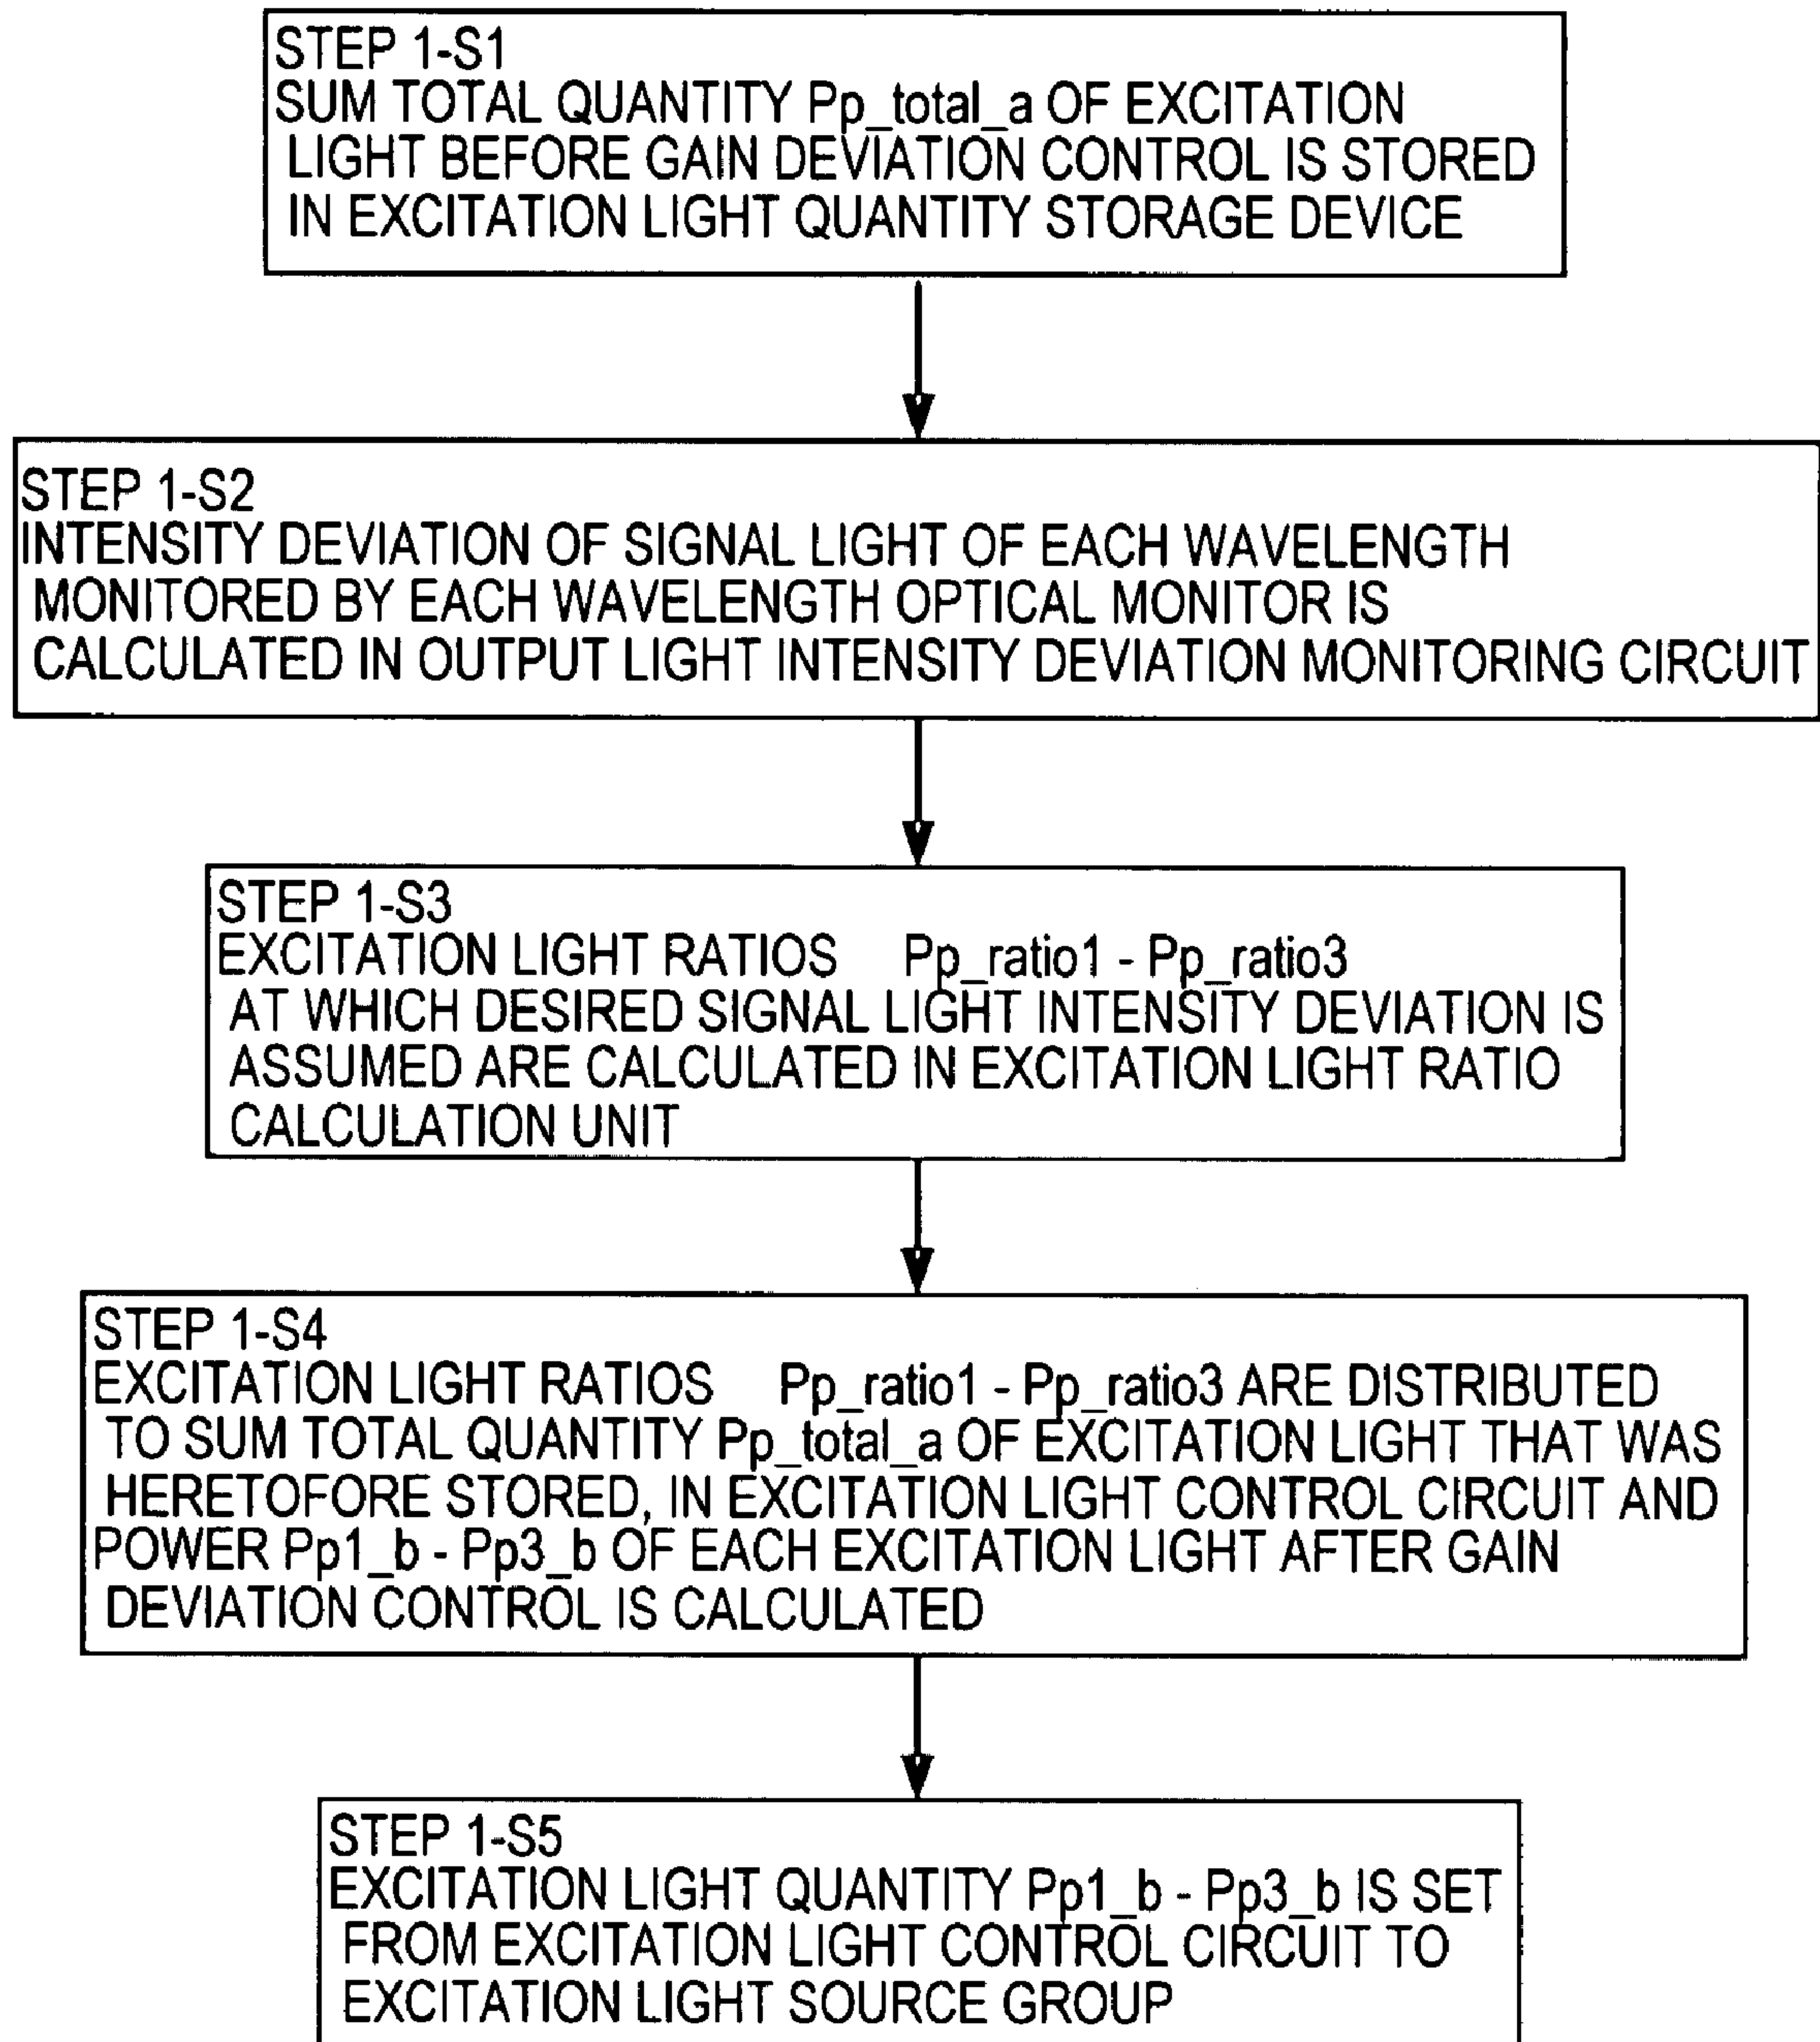 STEP 1-S1
SUM TOTAL QUANTITY Pp_total_a OF EXCITATION
LIGHT BEFORE GAIN DEVIATION CONTROL IS STORED
IN EXCITATION LIGHT QUANTITY STORAGE DEVICE
STEP 1-S2
INTENSITY DEVIATION OF SIGNAL LIGHT OF EACH WAVELENGTH
MONITORED BY EACH WAVELENGTH OPTICAL MONITOR IS
CALCULATED IN OUTPUT LIGHT INTENSITY DEVIATION MONITORING CIRCUIT
STEP 1-S3
EXCITATION LIGHT RATIOS Pp_ratio1 - Pp_ratio3
AT WHICH DESIRED SIGNAL LIGHT INTENSITY DEVIATION IS
ASSUMED ARE CALCULATED IN EXCITATION LIGHT RATIO
CALCULATION UNIT
STEP 1-S4
EXCITATION LIGHT RATIOS Pp_ratio1 - Pp_ratio3 ARE DISTRIBUTED
TO SUM TOTAL QUANTITY Pp_total_a OF EXCITATION LIGHT THAT WAS
HERETOFORE STORED, IN EXCITATION LIGHT CONTROL CIRCUIT AND
POWER Pp1_b - Pp3_b OF EACH EXCITATION LIGHT AFTER GAIN
DEVIATION CONTROL IS CALCULATED
STEP 1-S5
EXCITATION LIGHT QUANTITY Pp1_b - Pp3_b IS SET
FROM EXCITATION LIGHT CONTROL CIRCUIT TO
EXCITATION LIGHT SOURCE GROUP